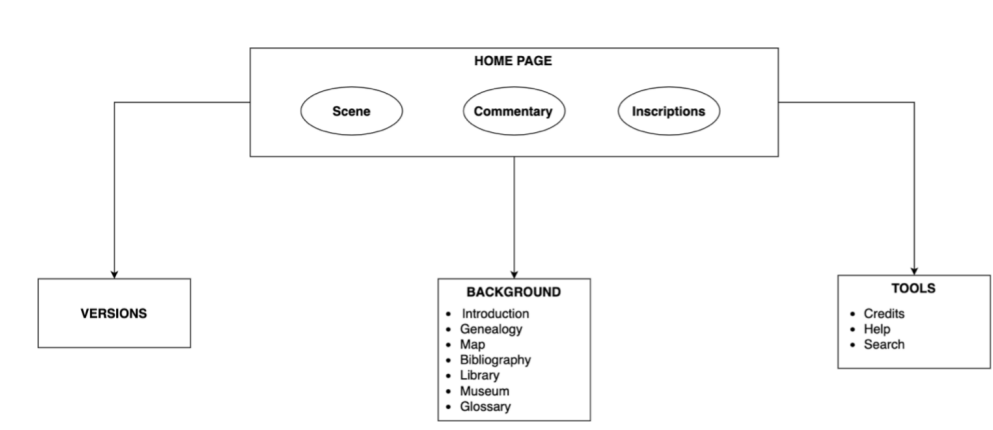 HOME PAGE
Scene
Commentary
Inscriptions
VERSIONS
BACKGROUND
• Introduction
• Genealogy
• Map
• Bibliography
• Library
• Museum
• Glossary
TOOLS
• Credits
• Help
• Search